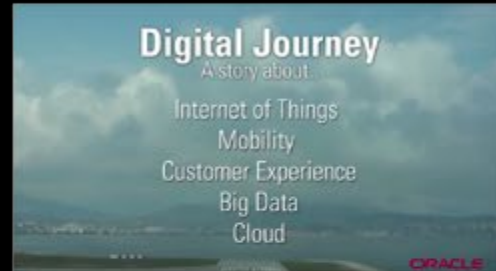 Digital Journey
A story about...
Internet of Things
Mobility
Customer Experience
Big Data
Cloud
ORACLE